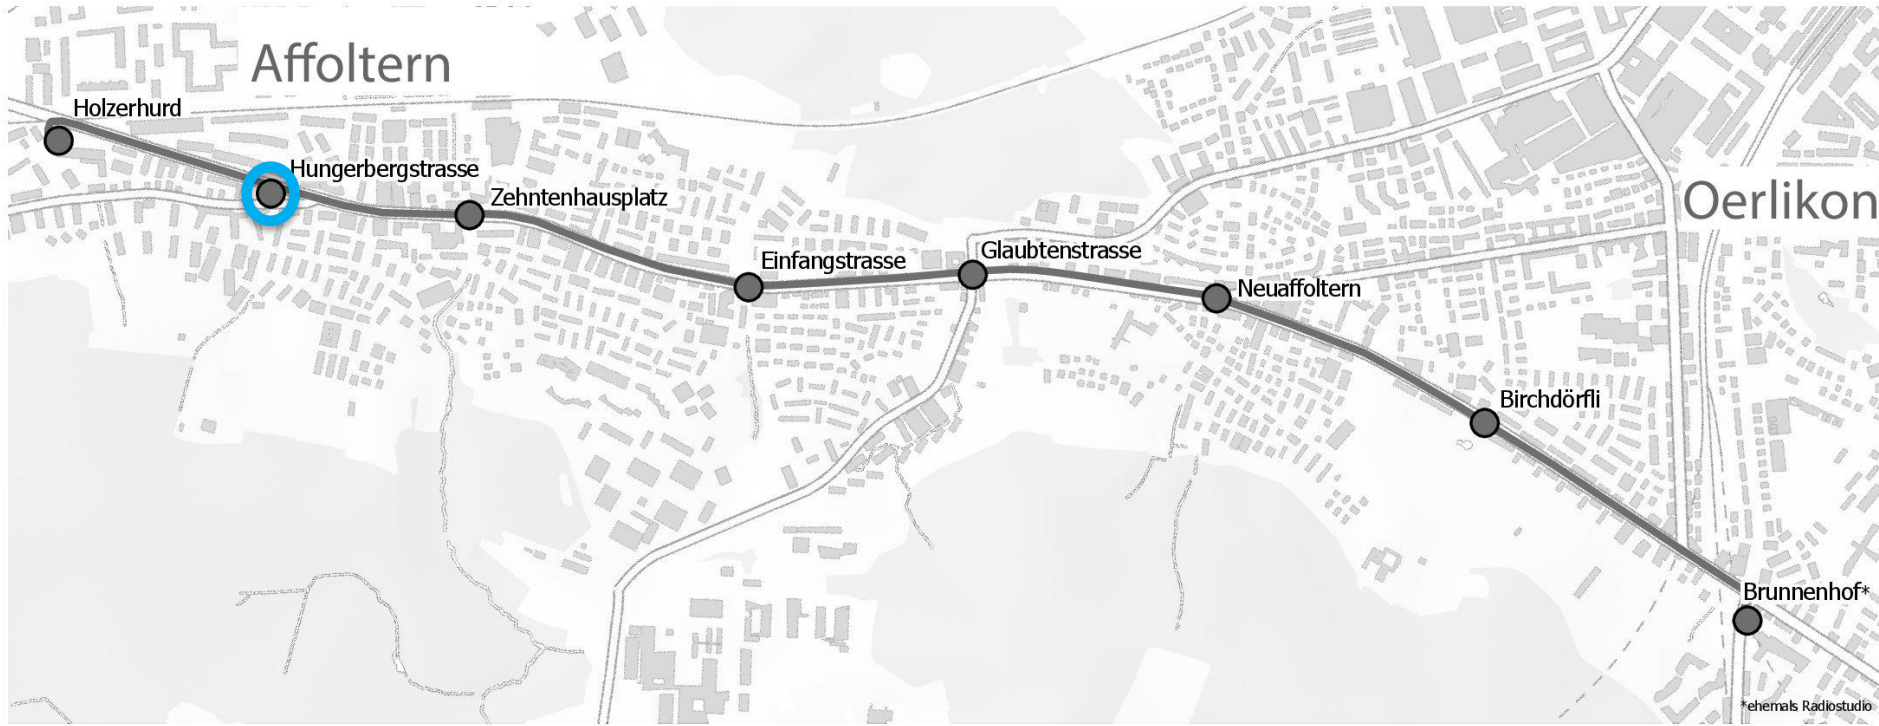 Affoltern
Holzerhurd
Hungerbergstrasse
Zehntenhausplatz
Oerlikon
Einfangstrasse
Glaubtenstrasse
Neuaffoltern
Birchdörfli
Brunnenhof*
*ehemals Radiostudio